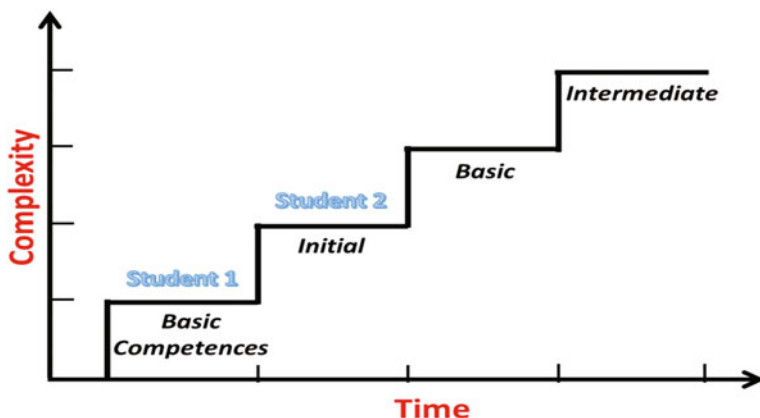 Intermediate
Basic
Student 2
Initial
Student 1
Basic
Competences
Complexity
Time